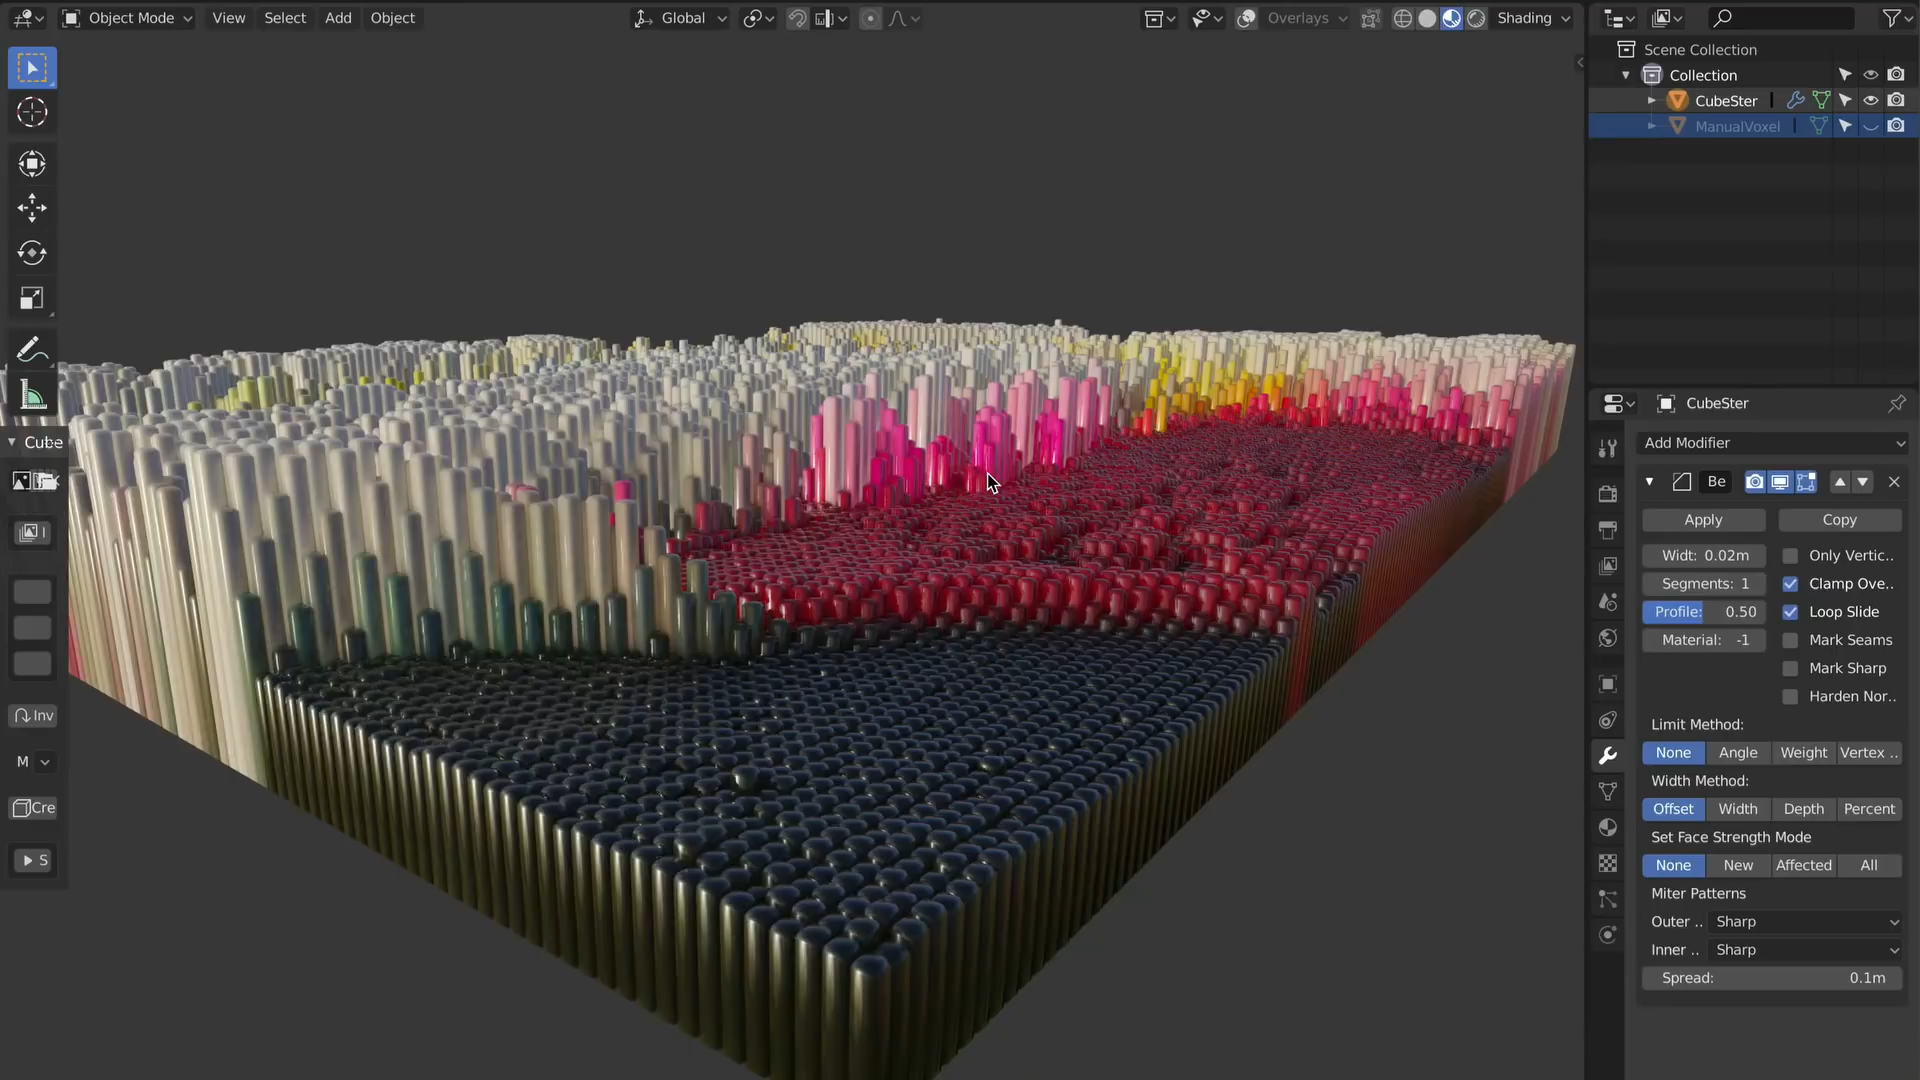 Object Mode View Select Add Object Global Overlays Shading
Scene Collection
Collection
CubeSter
ManualVoxel
CubeSter
Add Modifier
Be
Apply Copy
Widt: 0.02m Only Vertic..
Segments: 1 Clamp Ove..
Profile: 0.50 Loop Slide
Material: -1 Mark Seams
Mark Sharp
Harden Nor..
Limit Method:
None Angle Weight Vertex ..
Width Method:
Offset Width Depth Percent
Set Face Strength Mode
None New Affected All
Miter Patterns
Outer .. Sharp
Inner .. Sharp
Spread: 0.1m
Cube
I
Inv
M
Cre
S